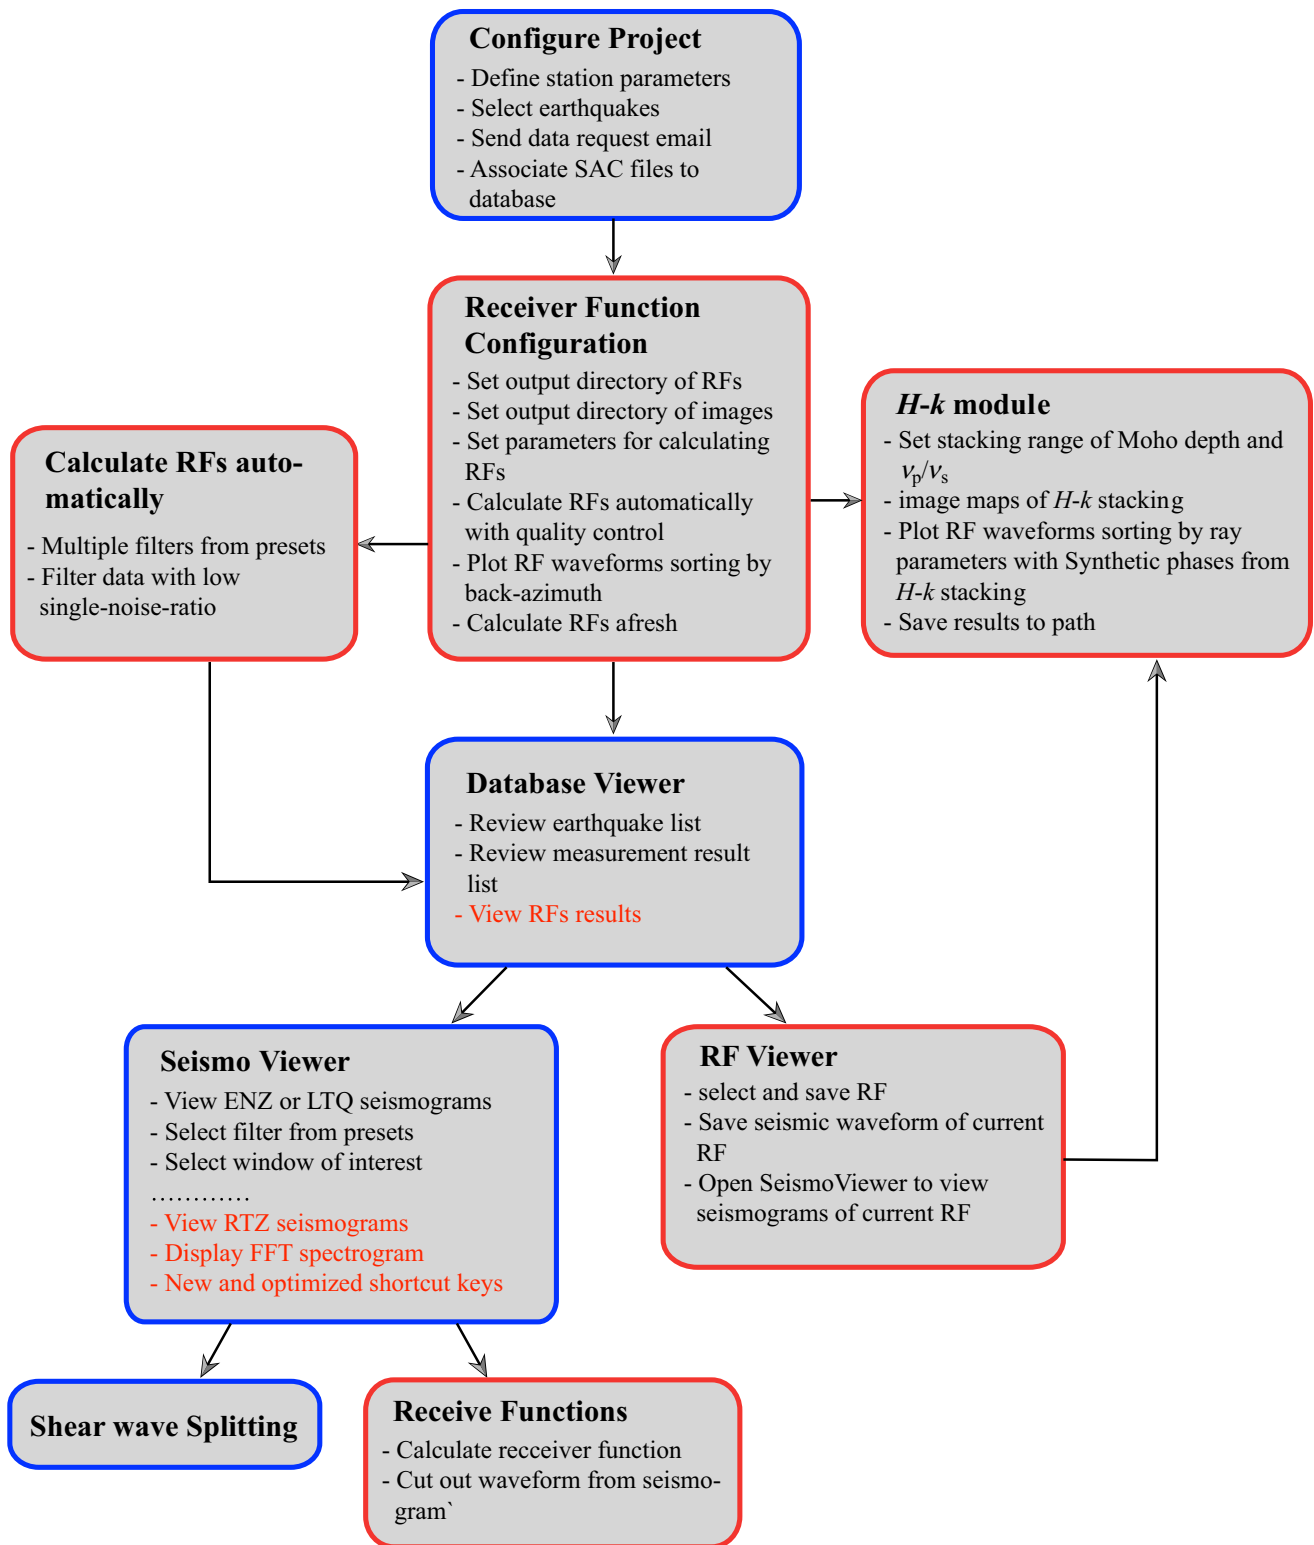 Configure Project
- Define station parameters
- Select earthquakes
- Send data request email
- Associate SAC files to
database
Receiver Function
Configuration
- Set output directory of RFs
- Set output directory of images
- Set parameters for calculating
RFs
- Calculate RFs automatically
with quality control
- Plot RF waveforms sorting by
back-azimuth
- Calculate RFs afresh
H-k module
- Set stacking range of Moho depth and
νp/νs
- image maps of H-k stacking
- Plot RF waveforms sorting by ray
parameters with Synthetic phases from
H-k stacking
- Save results to path
Calculate RFs auto-
matically
- Multiple filters from presets
- Filter data with low
single-noise-ratio
Database Viewer
- Review earthquake list
- Review measurement result
list
- View RFs results
Seismo Viewer
- View ENZ or LTQ seismograms
- Select filter from presets
- Select window of interest
............
- View RTZ seismograms
- Display FFT spectrogram
- New and optimized shortcut keys
RF Viewer
- select and save RF
- Save seismic waveform of current
RF
- Open SeismoViewer to view
seismograms of current RF
Shear wave Splitting
Receive Functions
- Calculate recceiver function
- Cut out waveform from seismo-
gram`